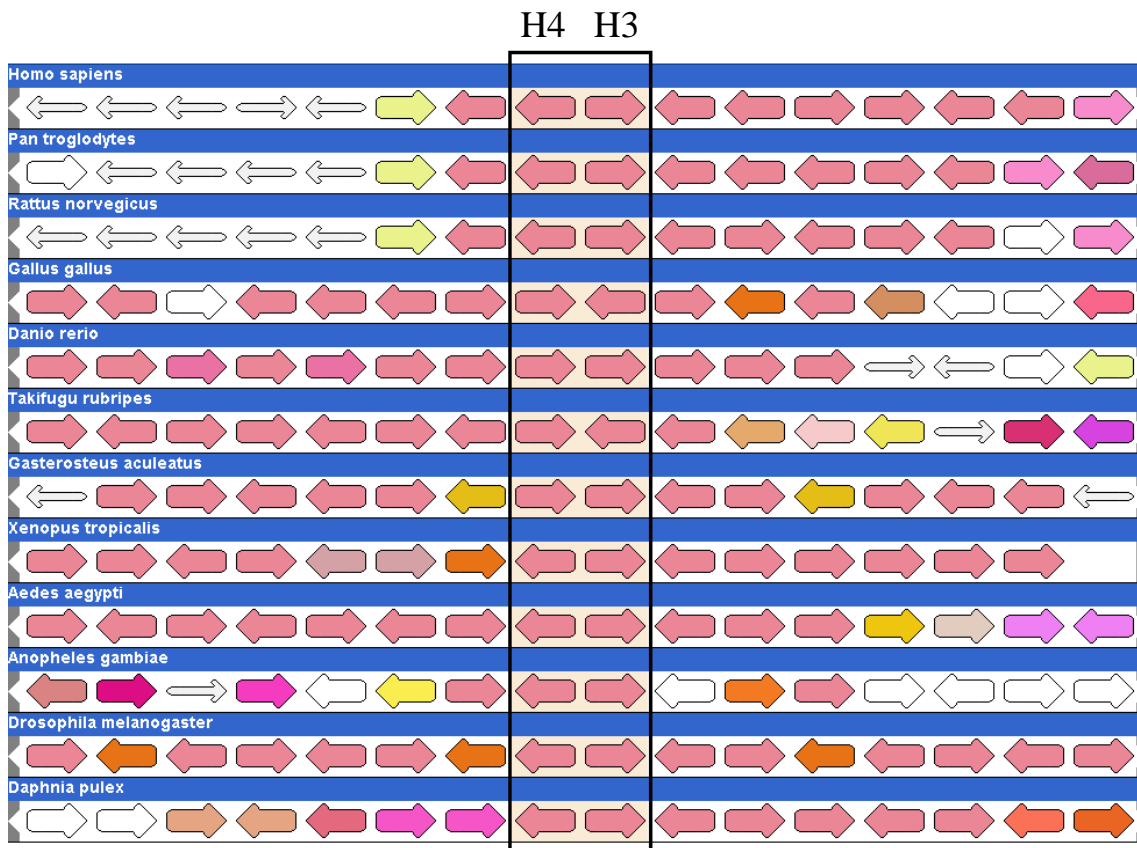 H4 H3
Homo sapiens
Pan troglodytes
Rattus norvegicus
Gallus gallus
Danio rerio
Takifugu rubripes
Gasterosteus aculeatus
Xenopus tropicalis
Aedes aegypti
Anopheles gambiae
Drosophila melanogaster
Daphnia pulex